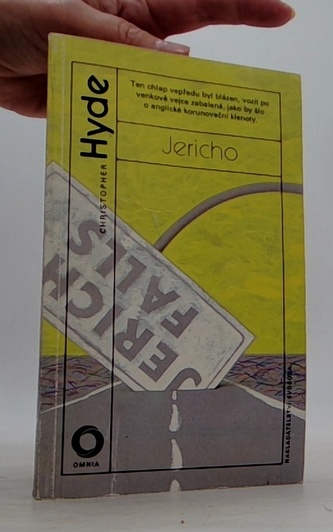 Ten chlap vepředu byl blázen, vozil po
venkově vejce zabalená, jako by šlo
o anglické korunovační klenoty.
Jericho
CHRISTOPHER Hyde
JERICH
FALLS
OMNIA
NAKLADATELSTVÍ SVOBODA